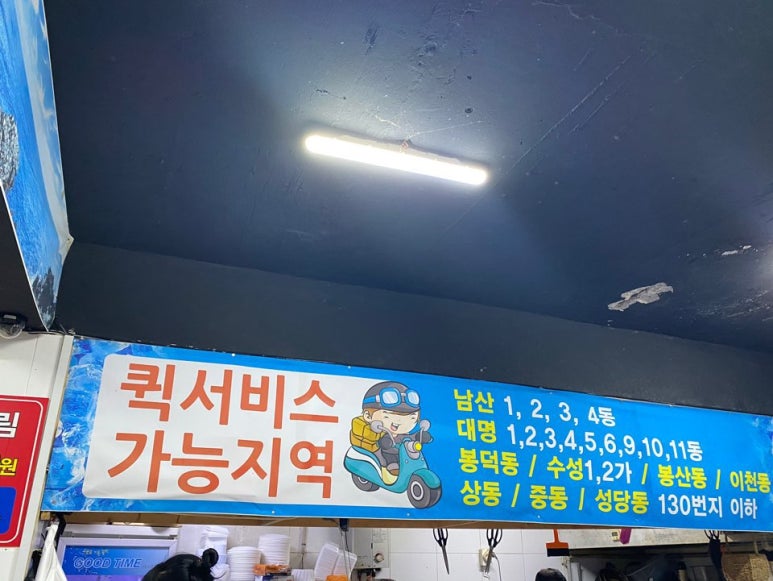 퀵서비스
가능지역
남산 1, 2, 3, 4동
대명 1,2,3,4,5,6,9,10,11동
봉덕동 / 수성1,2가 / 봉산동 / 이천동
상동 / 중동 / 성당동 130번지 이하
림
원
GOOD TIME